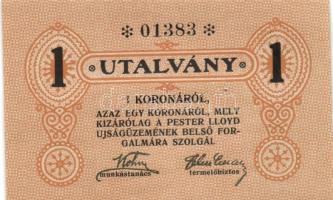 * 01383 *
1 UTALVÁNY 1
1 KORONÁRÓL,
AZAZ EGY KORONÁRÓL, MELY
KIZÁRÓLAG A PESTER LLOYD
UJSÁGÜZEMÉNEK BELSŐ FOR-
GALMÁRA SZOLGÁL
munkástanács termelőbiztos